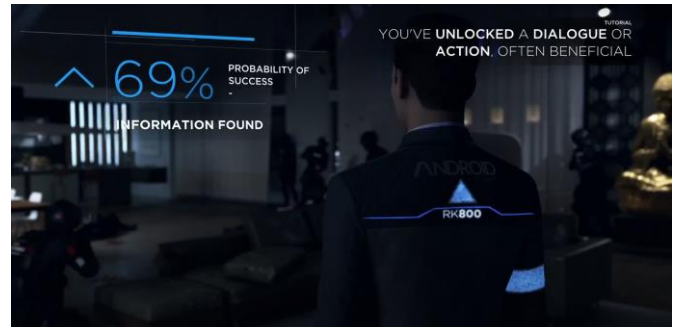 69%
PROBABILITY OF
SUCCESS
-
INFORMATION FOUND
TUTORIAL
YOU'VE UNLOCKED A DIALOGUE OR
ACTION, OFTEN BENEFICIAL
ANDROID
RK800